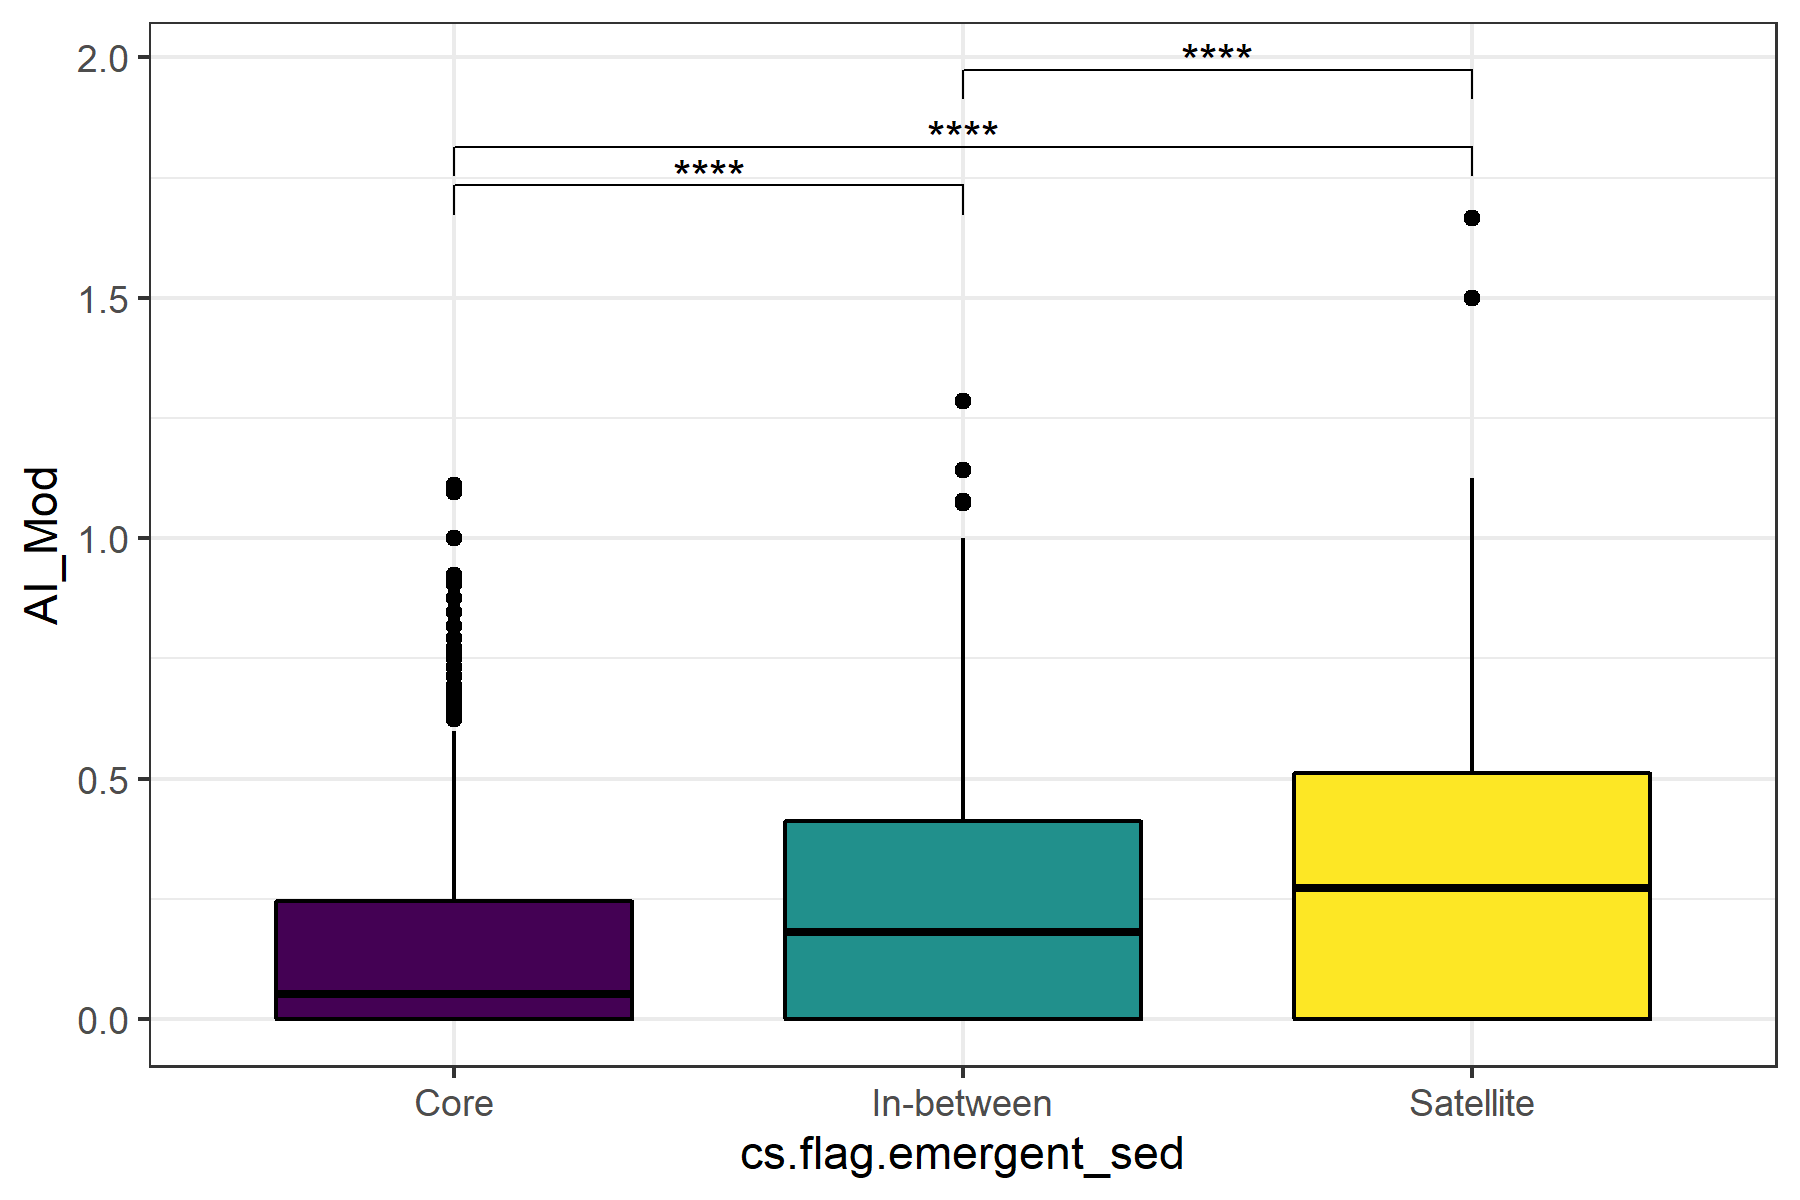 2.0
1.5
1.0
0.5
0.0
AI_Mod
****
****
****
Core
In-between
Satellite
cs.flag.emergent_sed